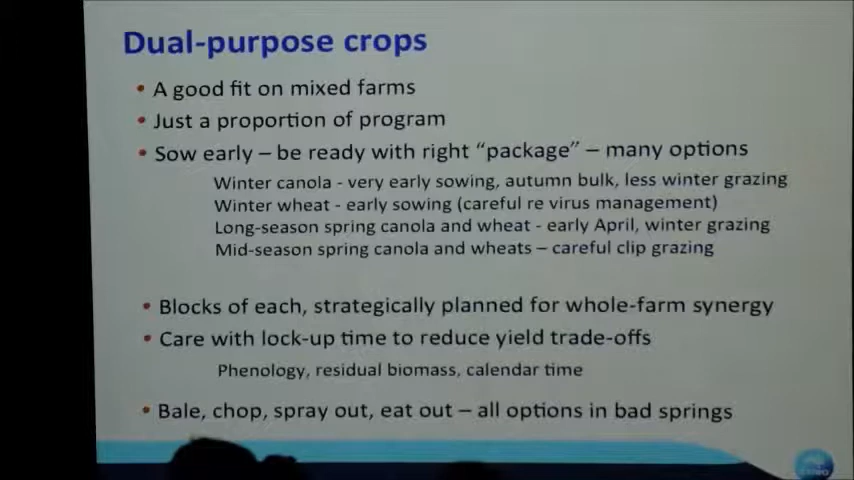 Dual-purpose crops
• A good fit on mixed farms
• Just a proportion of program
• Sow early – be ready with right “package” – many options
Winter canola - very early sowing, autumn bulk, less winter grazing
Winter wheat - early sowing (careful re virus management)
Long-season spring canola and wheat - early April, winter grazing
Mid-season spring canola and wheats – careful clip grazing
• Blocks of each, strategically planned for whole-farm synergy
• Care with lock-up time to reduce yield trade-offs
Phenology, residual biomass, calendar time
• Bale, chop, spray out, eat out – all options in bad springs